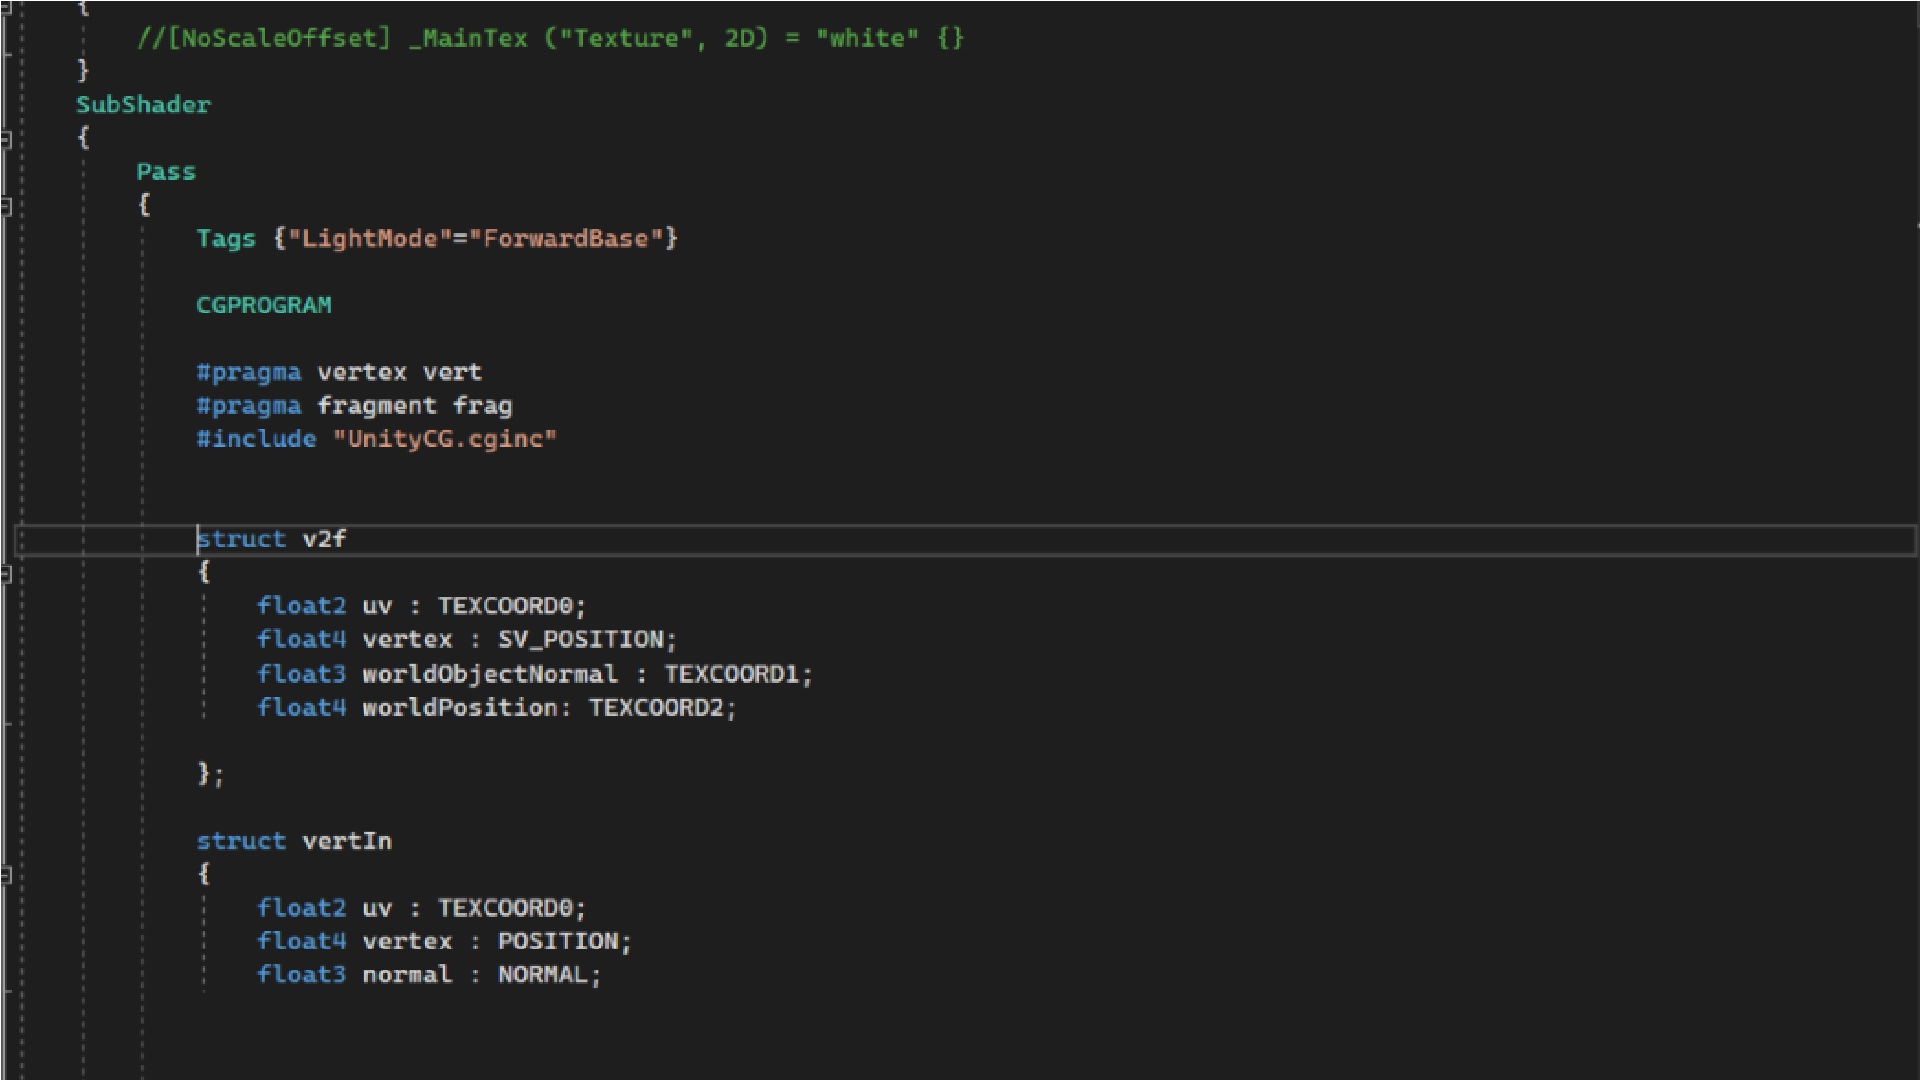 {
//[NoScaleOffset] _MainTex ("Texture", 2D) = "white" {}
}
SubShader
{
Pass
{
Tags {"LightMode"="ForwardBase"}
CGPROGRAM
#pragma vertex vert
#pragma fragment frag
#include "UnityCG.cginc"
struct v2f
{
float2 uv : TEXCOORD0;
float4 vertex : SV_POSITION;
float3 worldObjectNormal : TEXCOORD1;
float4 worldPosition: TEXCOORD2;
};
struct vertIn
{
float2 uv : TEXCOORD0;
float4 vertex : POSITION;
float3 normal : NORMAL;